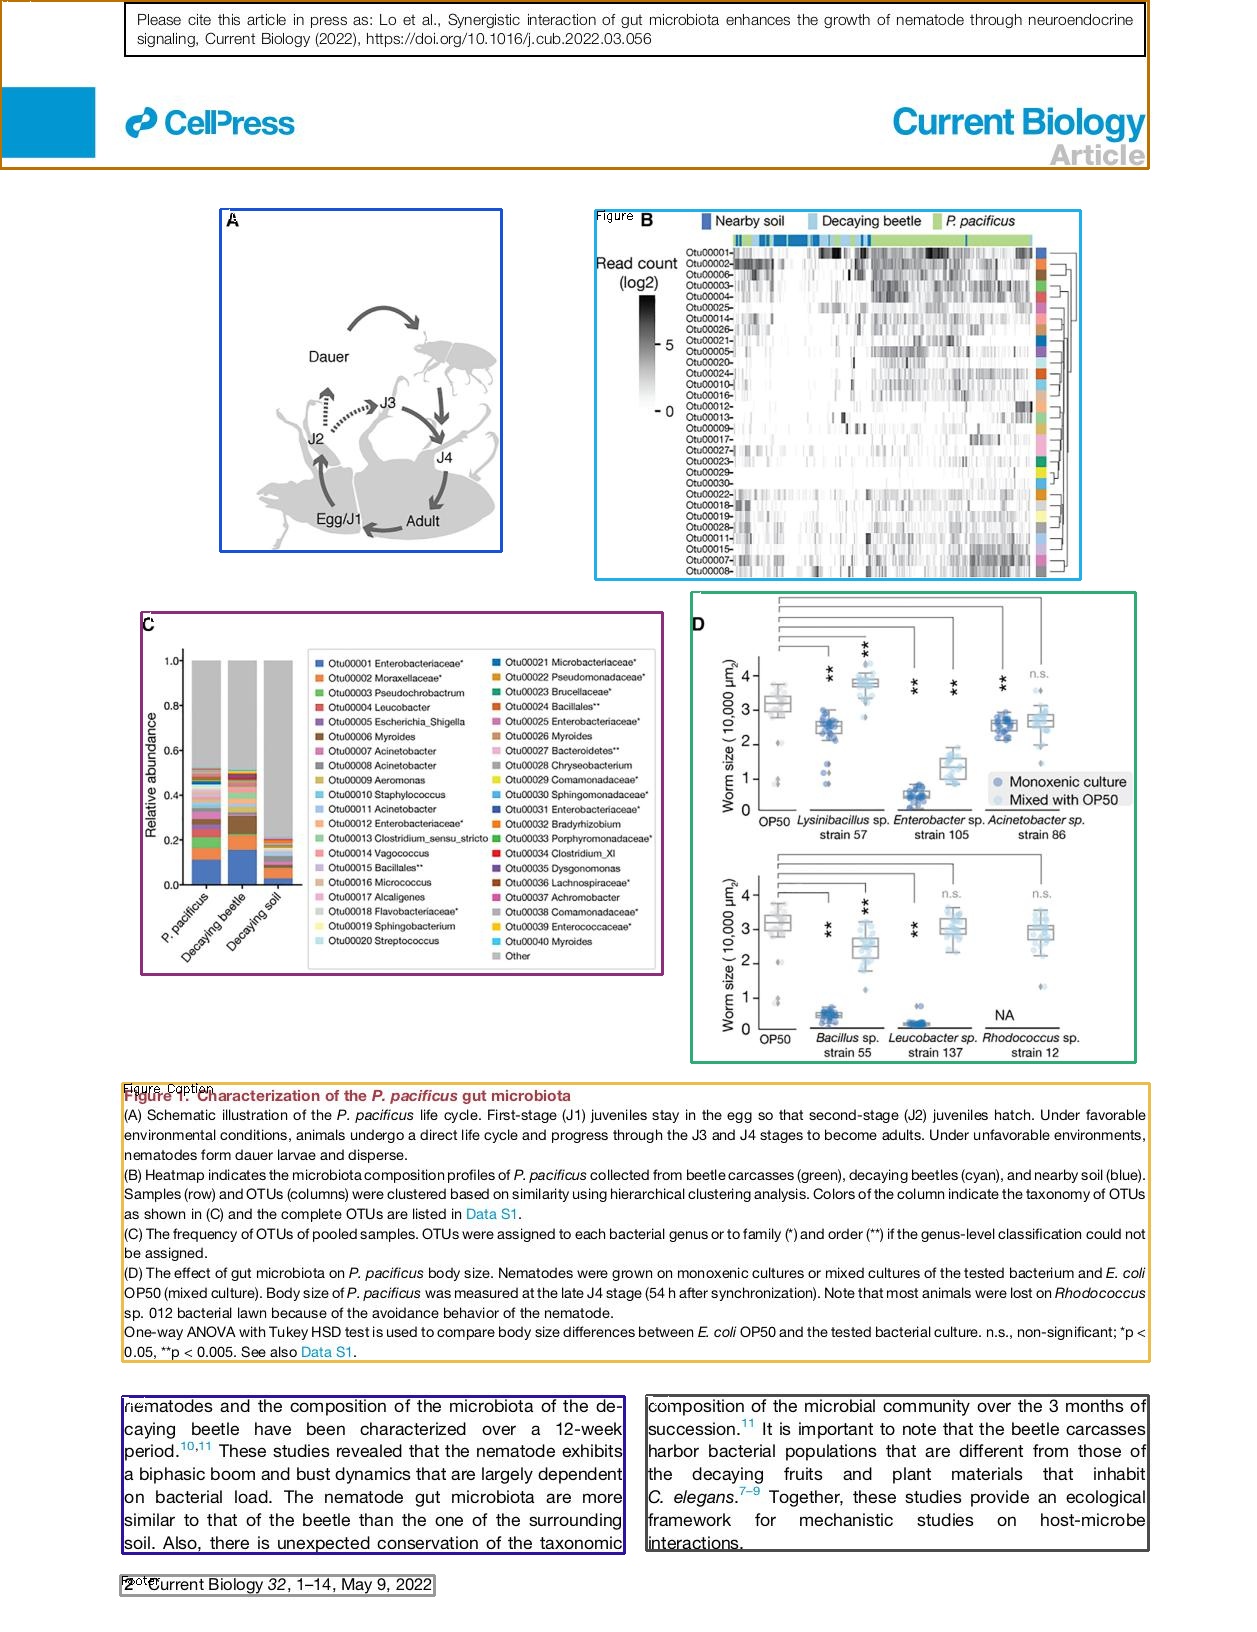 Please cite this article in press as: Lo et al., Synergistic interaction of gut microbiota enhances the growth of nematode through neuroendocrine
signaling, Current Biology (2022), https://doi.org/10.1016/j.cub.2022.03.056
CellPress
Current Biology
Article
A
Dauer
J3
J2
J4
Egg/J1
Adult
Figure B
Nearby soil
Decaying beetle
P. pacificus
Read count
(log2)
5
0
Otu00001
Otu00002
Otu00006
Otu00003
Otu00004
Otu00025
Otu00014
Otu00026
Otu00021
Otu00005
Otu00020
Otu00024
Otu00010
Otu00016
Otu00012
Otu00013
Otu00009
Otu00017
Otu00027
Otu00023
Otu00029
Otu00030
Otu00022
Otu00018
Otu00019
Otu00028
Otu00011
Otu00015
Otu00007
Otu00008
C
Relative abundance
1.0
0.8
0.6
0.4
0.2
0.0
P. pacificus
Decaying beetle
Decaying soil
Otu00001 Enterobacteriaceae*
Otu00002 Moraxellaceae*
Otu00003 Pseudochrobactrum
Otu00004 Leucobacter
Otu00005 Escherichia_Shigella
Otu00006 Myroides
Otu00007 Acinetobacter
Otu00008 Acinetobacter
Otu00009 Aeromonas
Otu00010 Staphylococcus
Otu00011 Acinetobacter
Otu00012 Enterobacteriaceae*
Otu00013 Clostridium_sensu_stricto
Otu00014 Vagococcus
Otu00015 Bacillales**
Otu00016 Micrococcus
Otu00017 Alcaligenes
Otu00018 Flavobacteriaceae*
Otu00019 Sphingobacterium
Otu00020 Streptococcus
Otu00021 Microbacteriaceae*
Otu00022 Pseudomonadaceae*
Otu00023 Brucellaceae*
Otu00024 Bacillales**
Otu00025 Enterobacteriaceae*
Otu00026 Myroides
Otu00027 Bacteroidetes**
Otu00028 Chryseobacterium
Otu00029 Comamonadaceae*
Otu00030 Sphingomonadaceae*
Otu00031 Enterobacteriaceae*
Otu00032 Bradyrhizobium
Otu00033 Porphyromonadaceae*
Otu00034 Clostridium_XI
Otu00035 Dysgonomonas
Otu00036 Lachnospiraceae*
Otu00037 Achromobacter
Otu00038 Comamonadaceae*
Otu00039 Enterococcaceae*
Otu00040 Myroides
Other
D
Worm size ( 10,000 µm2)
4
3
2
1
0
** ** ** ** ** n.s.
Monoxenic culture
Mixed with OP50
OP50 Lysinibacillus sp. Enterobacter sp. Acinetobacter sp.
strain 57 strain 105 strain 86
Worm size ( 10,000 µm2)
4
3
2
1
0
** ** ** n.s. n.s.
NA
OP50 Bacillus sp. Leucobacter sp. Rhodococcus sp.
strain 55 strain 137 strain 12
Figure Caption
Figure 1. Characterization of the P. pacificus gut microbiota
(A) Schematic illustration of the P. pacificus life cycle. First-stage (J1) juveniles stay in the egg so that second-stage (J2) juveniles hatch. Under favorable
environmental conditions, animals undergo a direct life cycle and progress through the J3 and J4 stages to become adults. Under unfavorable environments,
nematodes form dauer larvae and disperse.
(B) Heatmap indicates the microbiota composition profiles of P. pacificus collected from beetle carcasses (green), decaying beetles (cyan), and nearby soil (blue).
Samples (row) and OTUs (columns) were clustered based on similarity using hierarchical clustering analysis. Colors of the column indicate the taxonomy of OTUs
as shown in (C) and the complete OTUs are listed in Data S1.
(C) The frequency of OTUs of pooled samples. OTUs were assigned to each bacterial genus or to family (*) and order (**) if the genus-level classification could not
be assigned.
(D) The effect of gut microbiota on P. pacificus body size. Nematodes were grown on monoxenic cultures or mixed cultures of the tested bacterium and E. coli
OP50 (mixed culture). Body size of P. pacificus was measured at the late J4 stage (54 h after synchronization). Note that most animals were lost on Rhodococcus
sp. 012 bacterial lawn because of the avoidance behavior of the nematode.
One-way ANOVA with Tukey HSD test is used to compare body size differences between E. coli OP50 and the tested bacterial culture. n.s., non-significant; *p <
0.05, **p < 0.005. See also Data S1.
nematodes and the composition of the microbiota of the de-
caying beetle have been characterized over a 12-week
period.10,11 These studies revealed that the nematode exhibits
a biphasic boom and bust dynamics that are largely dependent
on bacterial load. The nematode gut microbiota are more
similar to that of the beetle than the one of the surrounding
soil. Also, there is unexpected conservation of the taxonomic
composition of the microbial community over the 3 months of
succession.11 It is important to note that the beetle carcasses
harbor bacterial populations that are different from those of
the decaying fruits and plant materials that inhabit
C. elegans.7–9 Together, these studies provide an ecological
framework for mechanistic studies on host-microbe
interactions.
Footer
2 Current Biology 32, 1–14, May 9, 2022